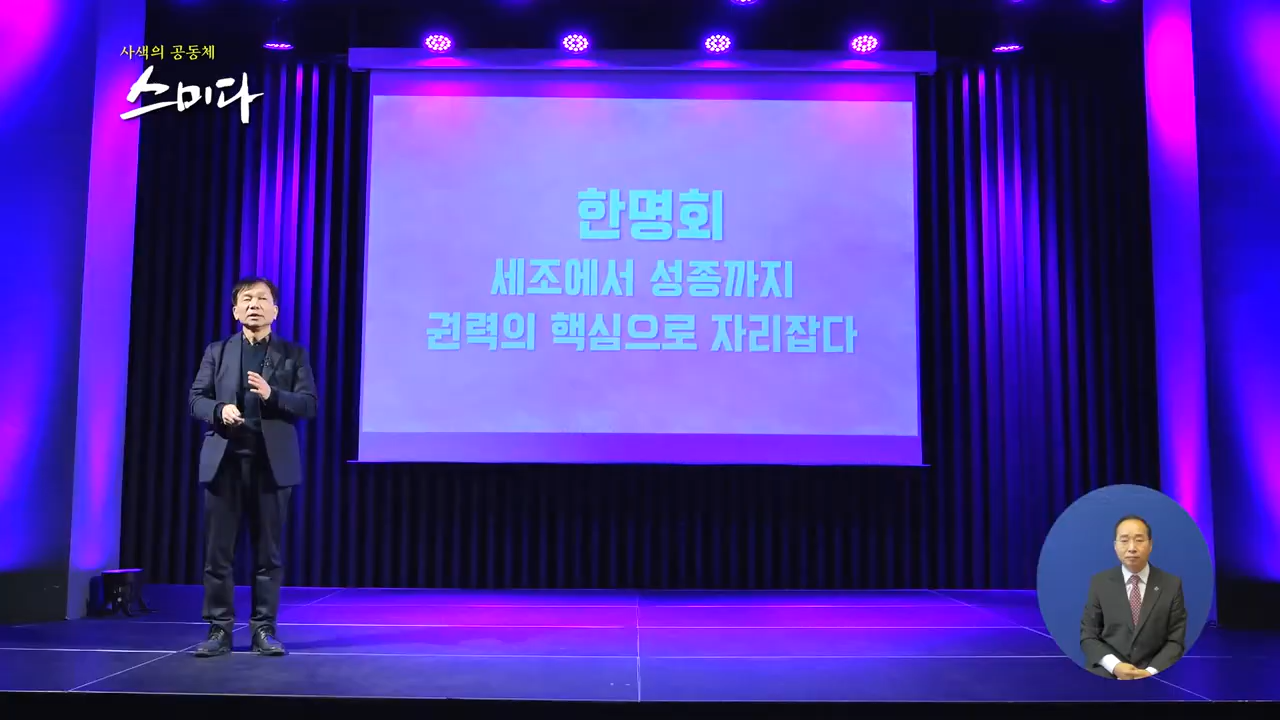 사색의 공동체
스미다
한명회
세조에서 성종까지
권력의 핵심으로 자리잡다